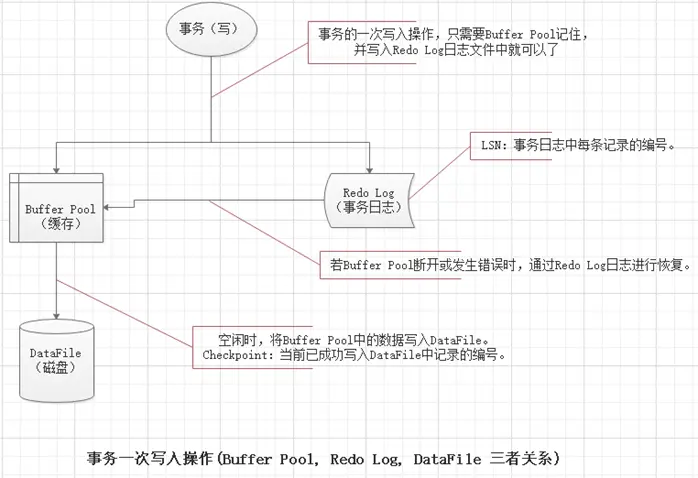 事务（写）
事务的一次写入操作，只需要Buffer Pool记住，
并写入Redo Log日志文件中就可以了
LSN：事务日志中每条记录的编号。
Buffer Pool
（缓存）
Redo Log
（事务日志）
若Buffer Pool断开或发生错误时，通过Redo Log日志进行恢复。
空闲时，将Buffer Pool中的数据写入DataFile。
Checkpoint：当前已成功写入DataFile中记录的编号。
DataFile
（磁盘）
事务一次写入操作(Buffer Pool, Redo Log, DataFile 三者关系)